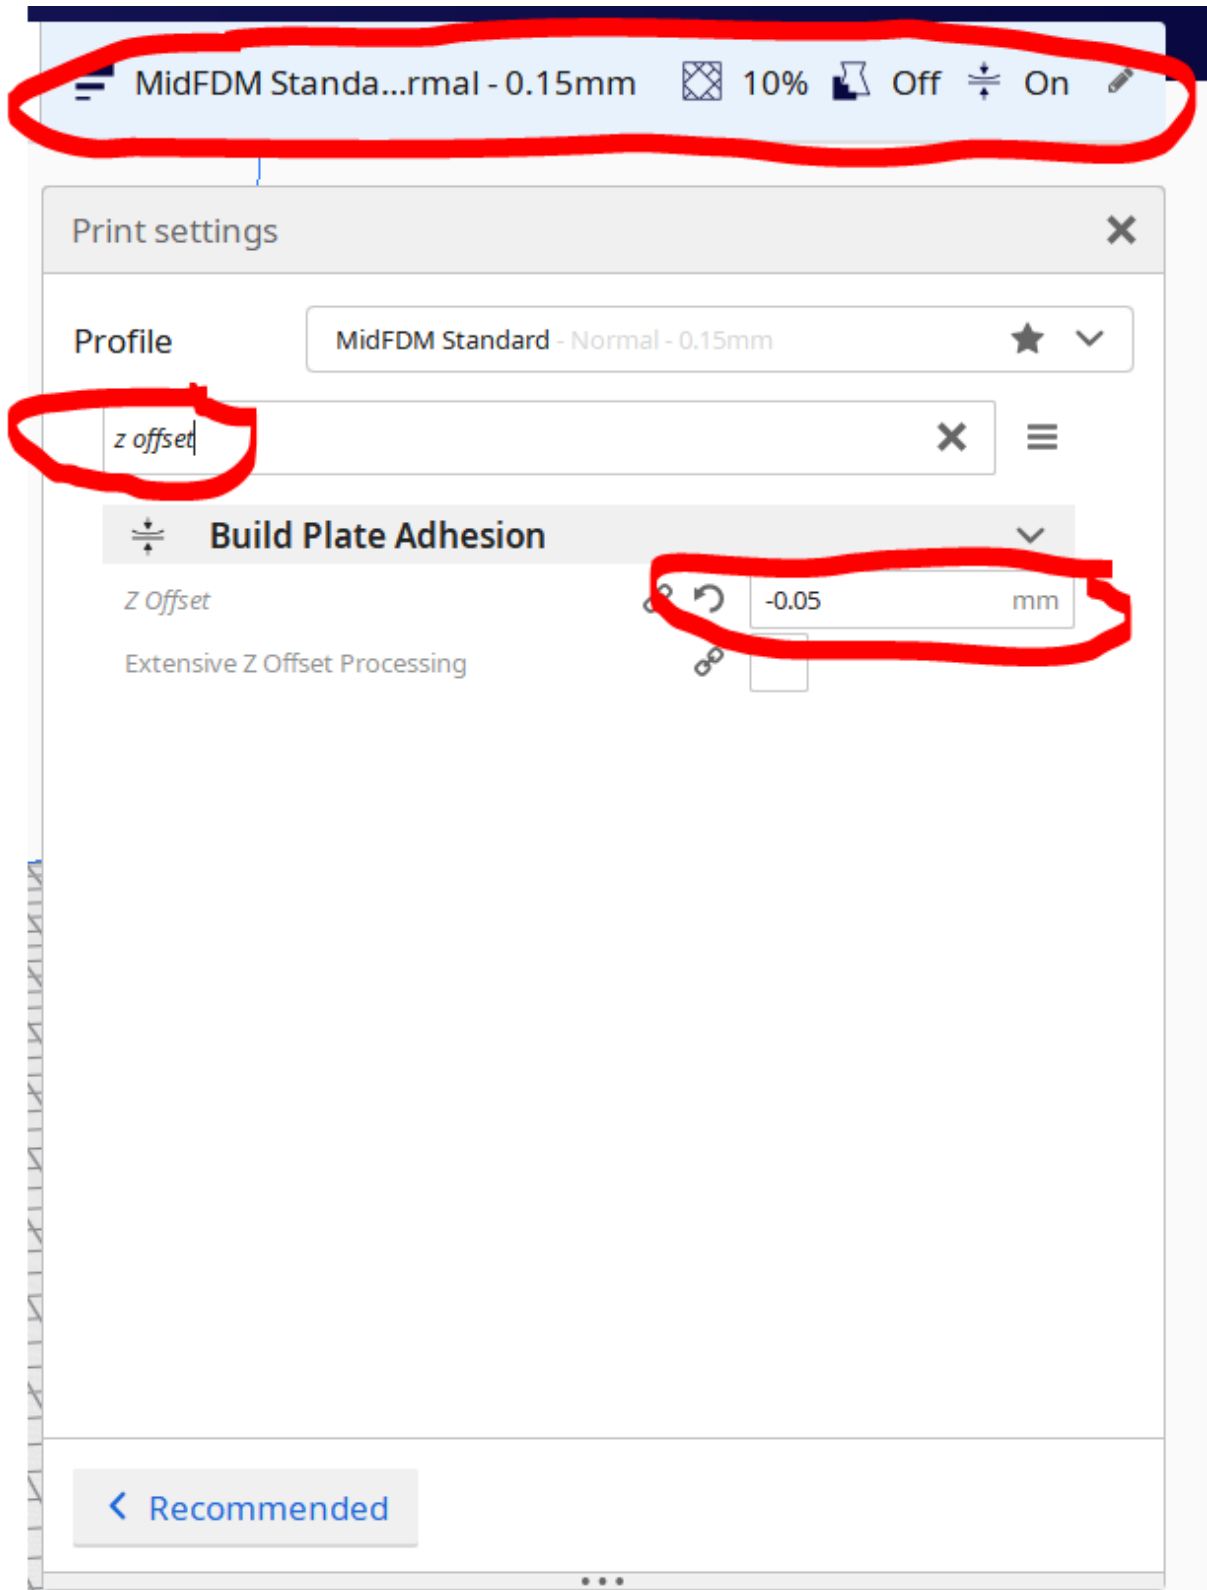 MidFDM Standa...rmal - 0.15mm 10% Off On
Print settings
Profile MidFDM Standard - Normal - 0.15mm
z offset
Build Plate Adhesion
Z Offset -0.05 mm
Extensive Z Offset Processing
Recommended